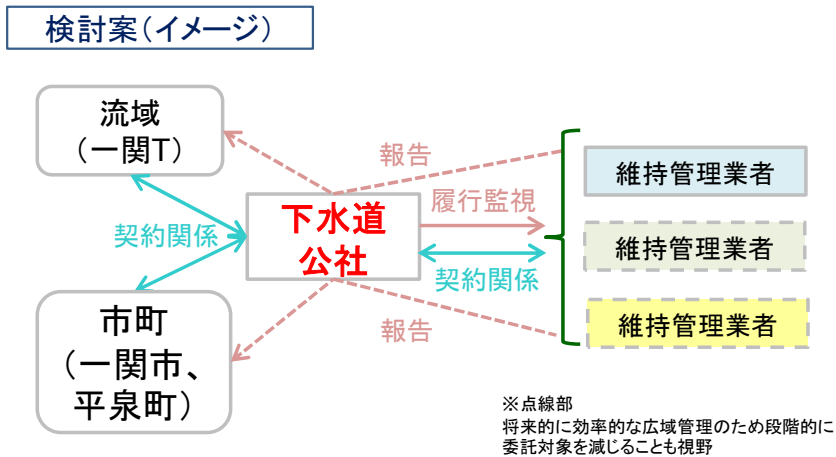 検討案(イメージ)
流域
(一関T)
報告
維持管理業者
履行監視
下水道
公社
契約関係
維持管理業者
契約関係
市町
(一関市、
平泉町)
報告
維持管理業者
※点線部
将来的に効率的な広域管理のため段階的に
委託対象を減じることも視野